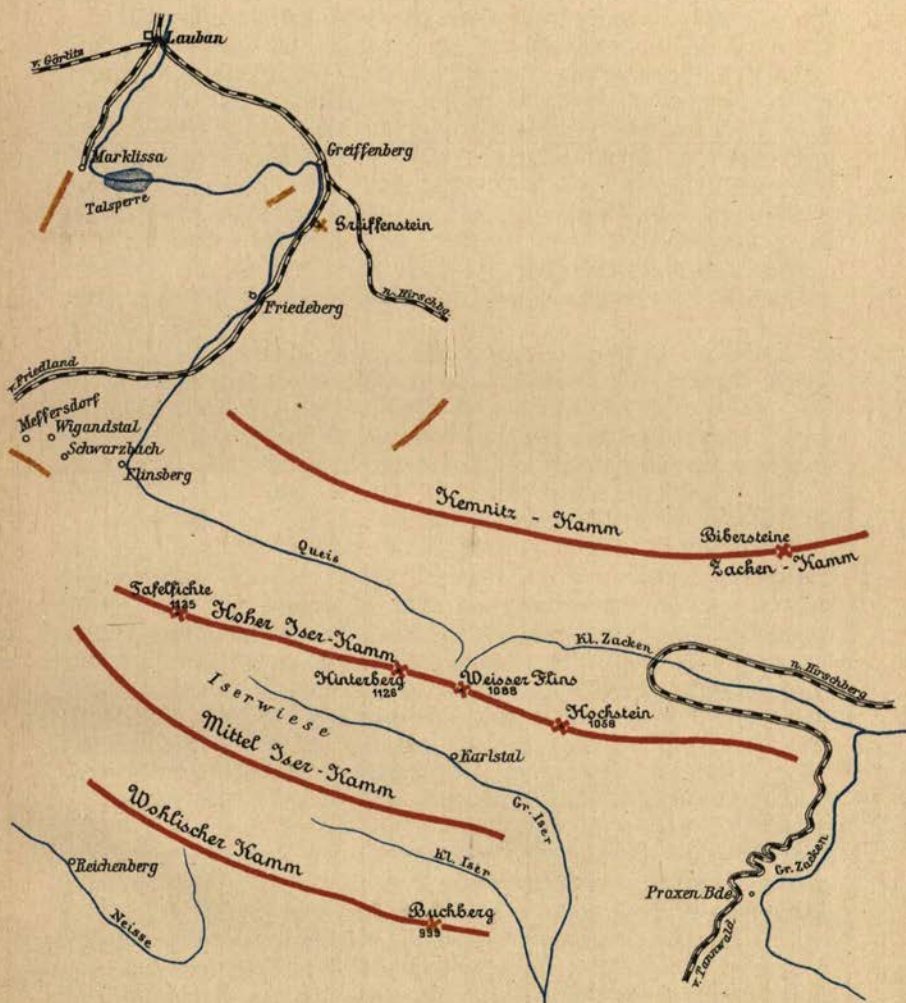 Lauban
v. Görlitz
Greiffenberg
Marklissa
Talsperre
Greiffenstein
n. Hirschbg.
Friedeberg
v. Friedland
Meffersdorf
Wigandstal
Schwarzbach
Flinsberg
Kemnitz - Kamm
Bibersteine
Zacken - Kamm
Queis
Tafelfichte
1125
Hoher Iser-Kamm
Kl. Zacken
n. Hirschberg
Hinterberg
1126
Weisser Flins
1088
Iserwiese
Hochstein
1058
Mittel Iser-Kamm
Karlstal
Gr. Iser
Wohlischer Kamm
Kl. Iser
Reichenberg
Gr. Zacken
Proxen Bde
Buchberg
999
Neisse
v. Tannwald